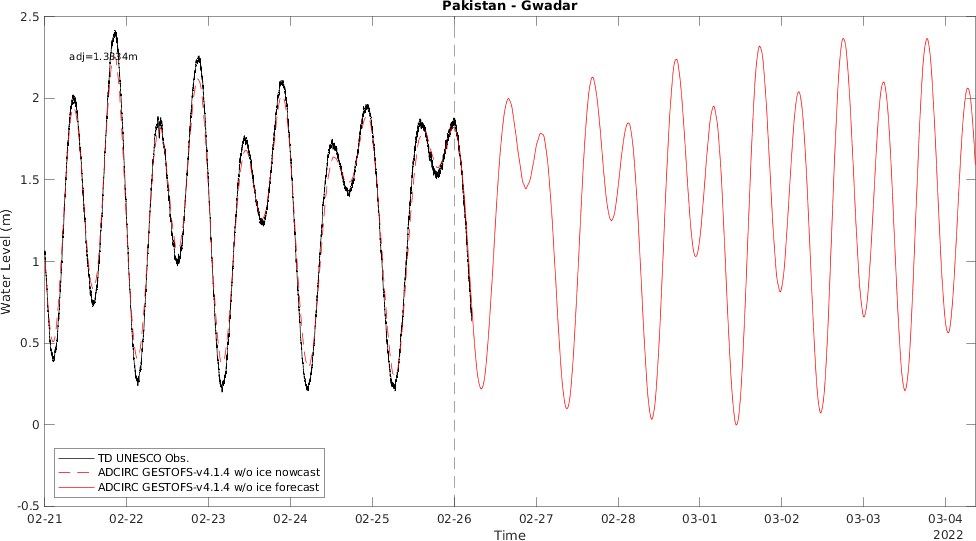 Pakistan - Gwadar
2.5
adj=1.3334m
2
1.5
1
0.5
0
-0.5
Water Level (m)
TD UNESCO Obs.
ADCIRC GESTOFS-v4.1.4 w/o ice nowcast
ADCIRC GESTOFS-v4.1.4 w/o ice forecast
02-21 02-22 02-23 02-24 02-25 02-26 02-27 02-28 03-01 03-02 03-03 03-04
Time
2022